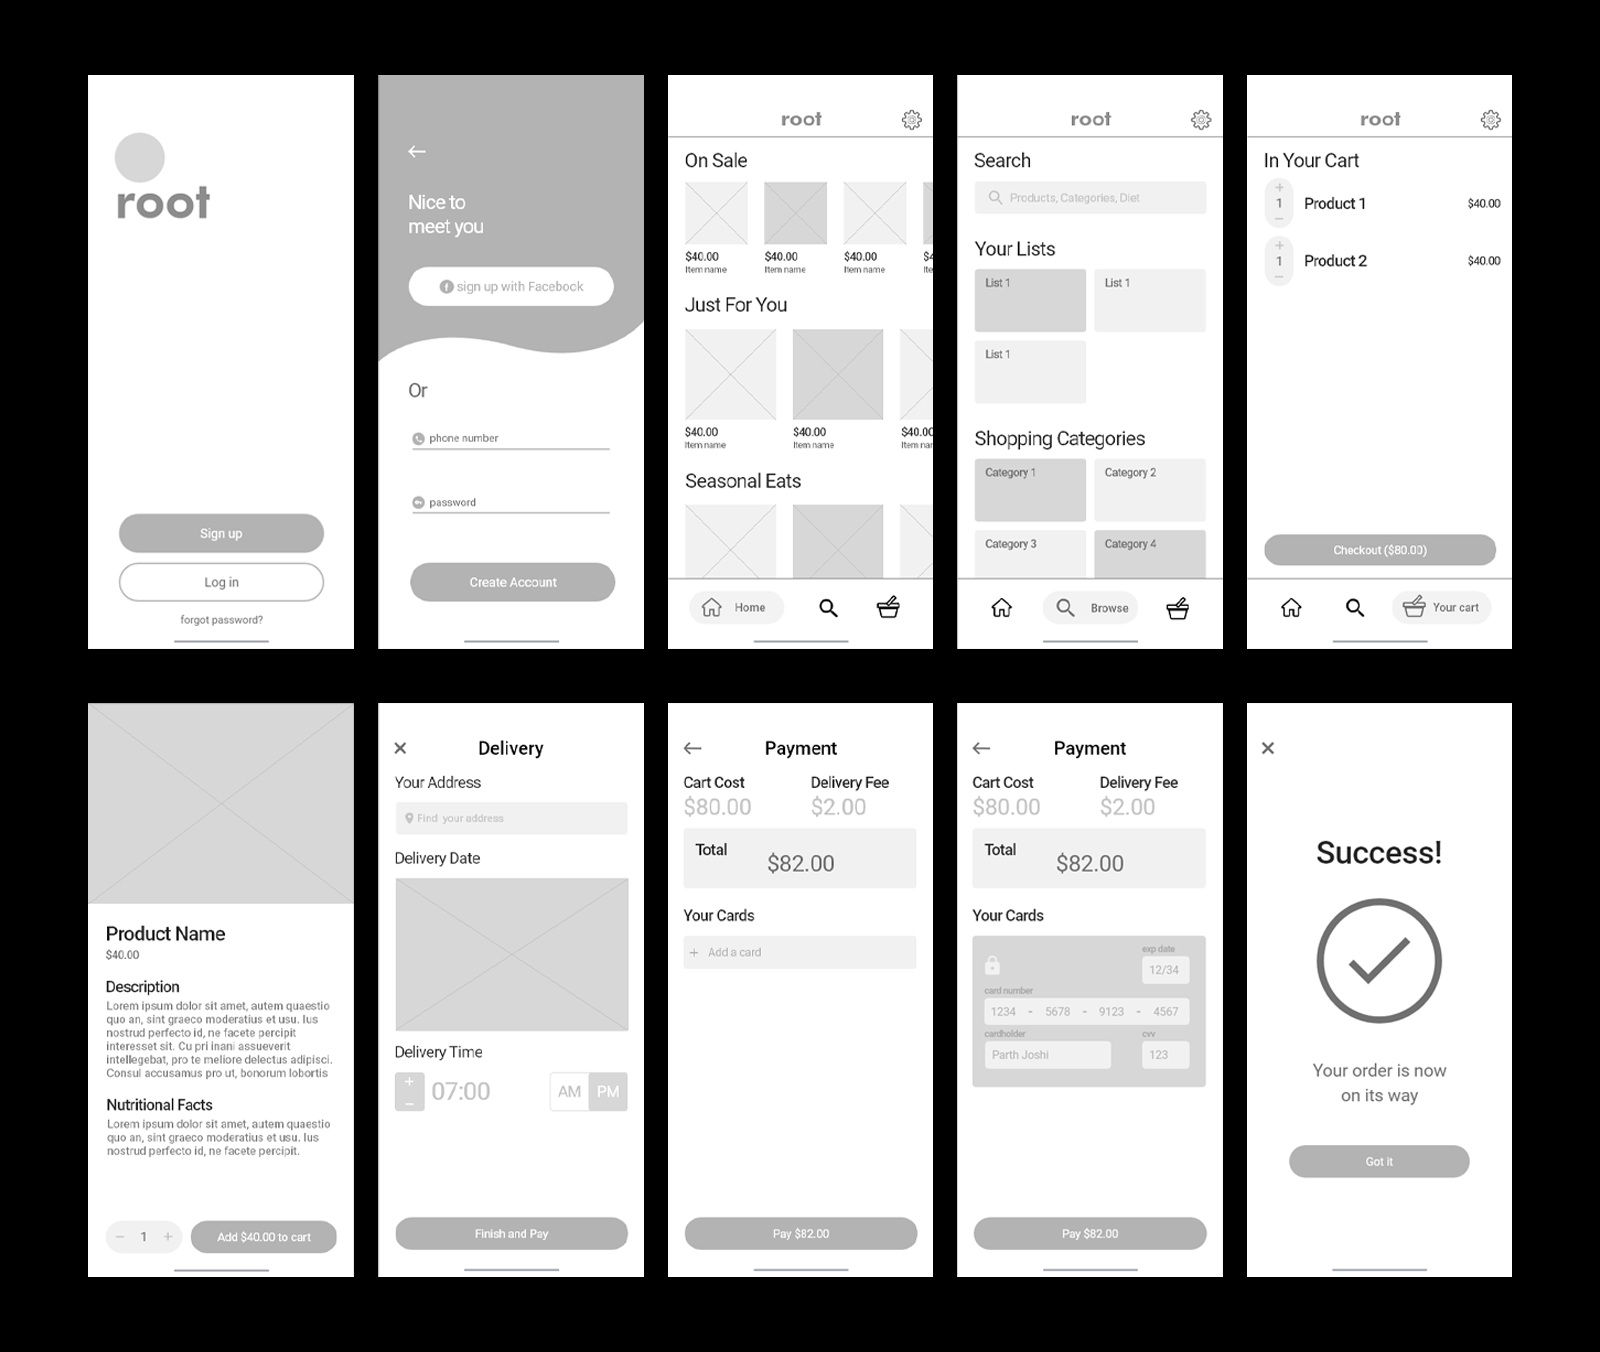 root
Sign up
Log in
forgot password?
Nice to
meet you
f sign up with Facebook
Or
phone number
password
Create Account
root
On Sale
$40.00 $40.00 $40.00 $4
Item name Item name Item name Item
Just For You
$40.00 $40.00 $40.00
Item name Item name Item nam
Seasonal Eats
Home
root
Search
Products, Categories, Diet
Your Lists
List 1 List 1
List 1
Shopping Categories
Category 1 Category 2
Category 3 Category 4
Browse
root
In Your Cart
+
1 Product 1 $40.00
−
+
1 Product 2 $40.00
−
Checkout ($80.00)
Your cart
Product Name
$40.00
Description
Lorem ipsum dolor sit amet, autem quaestio
quo an, sint graeco moderatius et usu. Ius
nostrud perfecto id, ne facete percipit
interesset sit. Cu pri inani assueverit
intellegebat, pro te meliore delectus adipisci.
Consul accusamus pro ut, bonorum lobortis
Nutritional Facts
Lorem ipsum dolor sit amet, autem quaestio
quo an, sint graeco moderatius et usu. Ius
nostrud perfecto id, ne facete percipit.
− 1 + Add $40.00 to cart
Delivery
Your Address
Find your address
Delivery Date
Delivery Time
+
07:00 AM PM
−
Finish and Pay
Payment
Cart Cost Delivery Fee
$80.00 $2.00
Total
$82.00
Your Cards
+ Add a card
Pay $82.00
Payment
Cart Cost Delivery Fee
$80.00 $2.00
Total
$82.00
Your Cards
exp date
12/34
card number
1234 - 5678 - 9123 - 4567
cardholder cvv
Parth Joshi 123
Pay $82.00
Success!
Your order is now
on its way
Got it